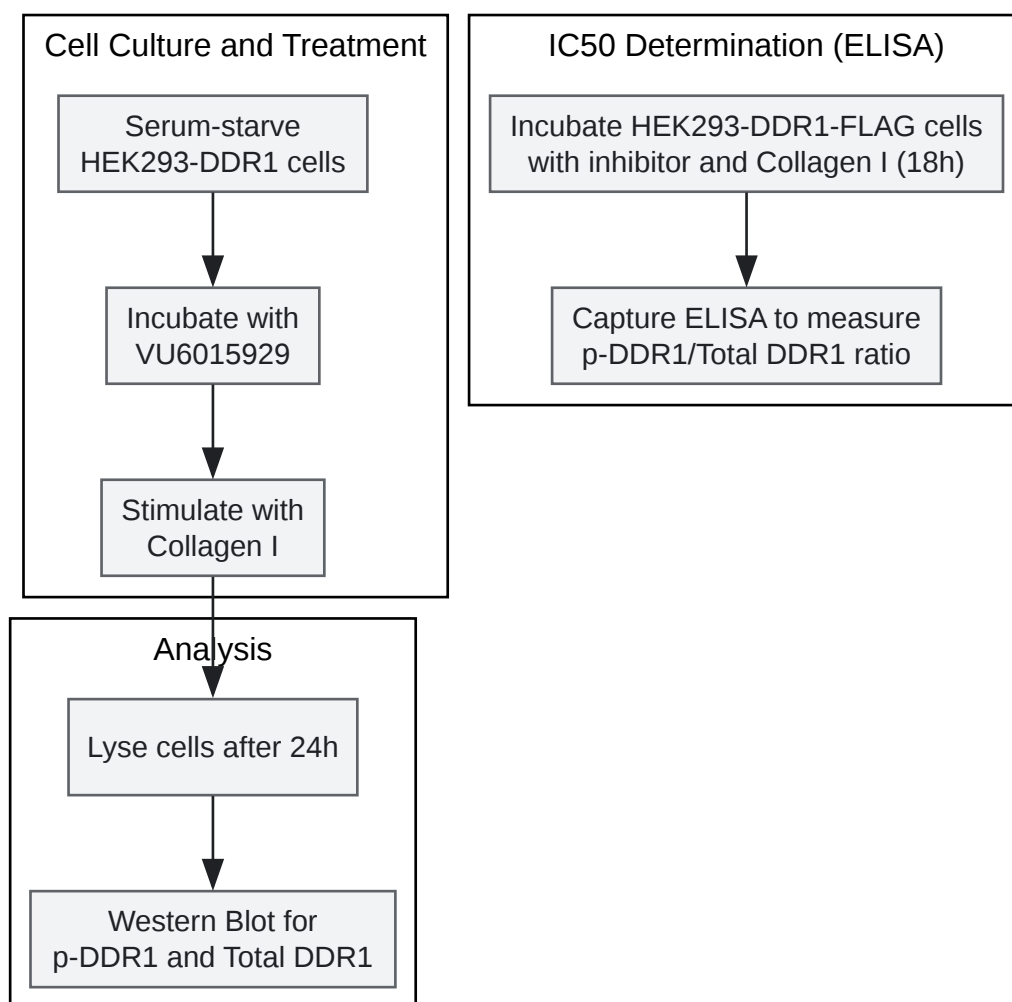 Cell Culture and Treatment
Serum-starve
HEK293-DDR1 cells
Incubate with
VU6015929
Stimulate with
Collagen I
Analysis
Lyse cells after 24h
Western Blot for
p-DDR1 and Total DDR1
IC50 Determination (ELISA)
Incubate HEK293-DDR1-FLAG cells
with inhibitor and Collagen I (18h)
Capture ELISA to measure
p-DDR1/Total DDR1 ratio